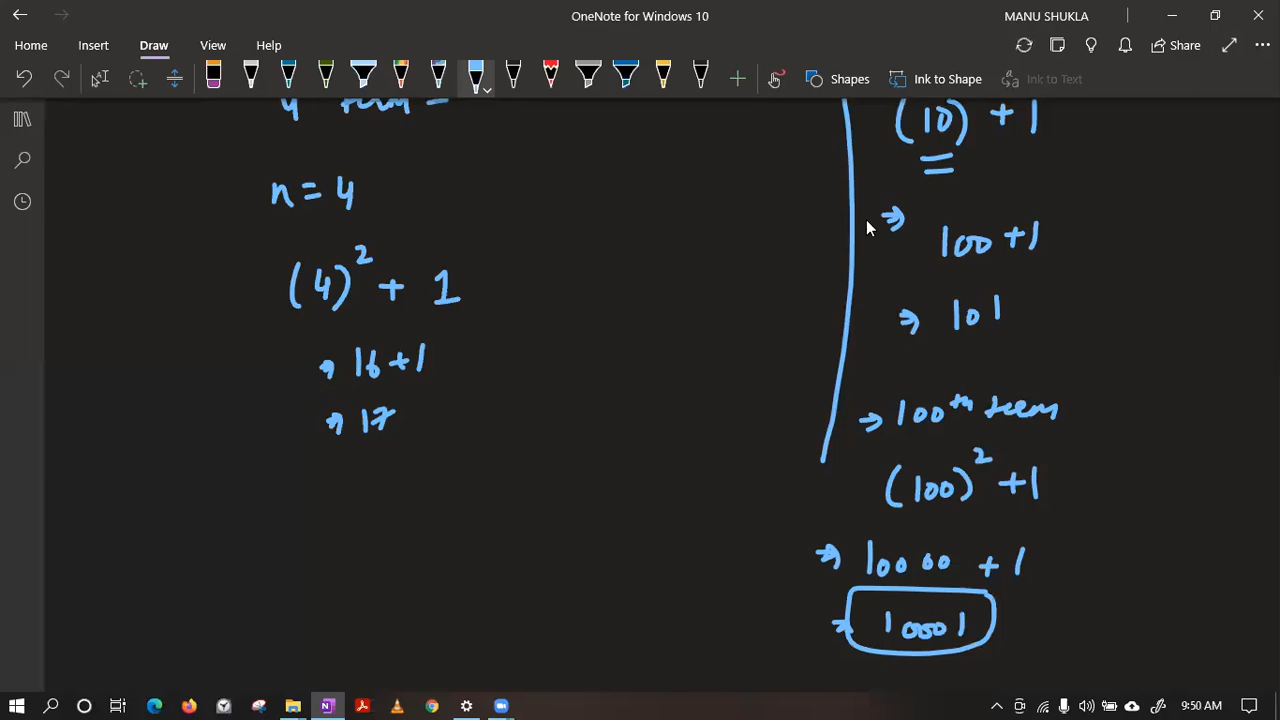 OneNote for Windows 10
MANU SHUKLA
Home Insert Draw View Help
Share
Shapes
Ink to Shape
Ink to Text
4 term =
n = 4
(4)² + 1
→ 16 + 1
→ 17
(10) + 1
⇒ 100 + 1
⇒ 101
⇒ 100th term
(100)² + 1
⇒ 10000 + 1
⇒ 10001
9:50 AM